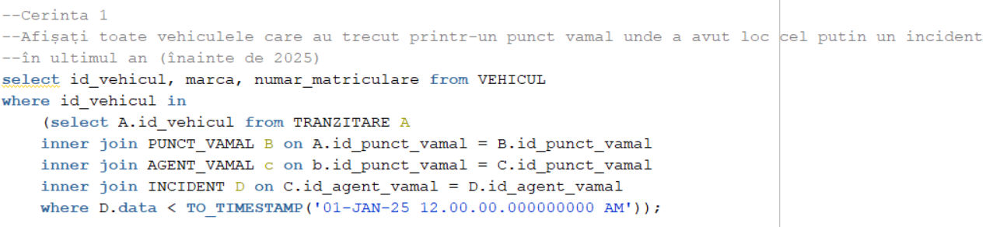 --Cerinta 1
--Afișați toate vehiculele care au trecut printr-un punct vamal unde a avut loc cel putin un incident
--în ultimul an (înainte de 2025)
select id_vehicul, marca, numar_matriculare from VEHICUL
where id_vehicul in
(select A.id_vehicul from TRANZITARE A
inner join PUNCT_VAMAL B on A.id_punct_vamal = B.id_punct_vamal
inner join AGENT_VAMAL c on b.id_punct_vamal = C.id_punct_vamal
inner join INCIDENT D on C.id_agent_vamal = D.id_agent_vamal
where D.data < TO_TIMESTAMP('01-JAN-25 12.00.00.000000000 AM'));